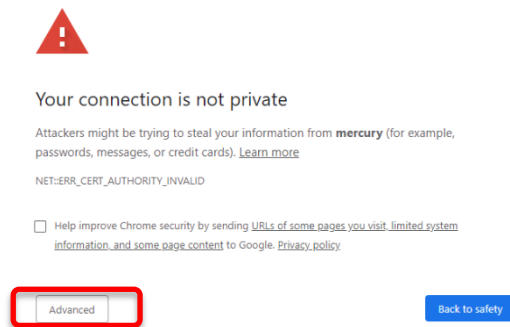 Your connection is not private
Attackers might be trying to steal your information from mercury (for example,
passwords, messages, or credit cards). Learn more
NET::ERR_CERT_AUTHORITY_INVALID
Help improve Chrome security by sending URLs of some pages you visit, limited system
information, and some page content to Google. Privacy policy
Advanced
Back to safety